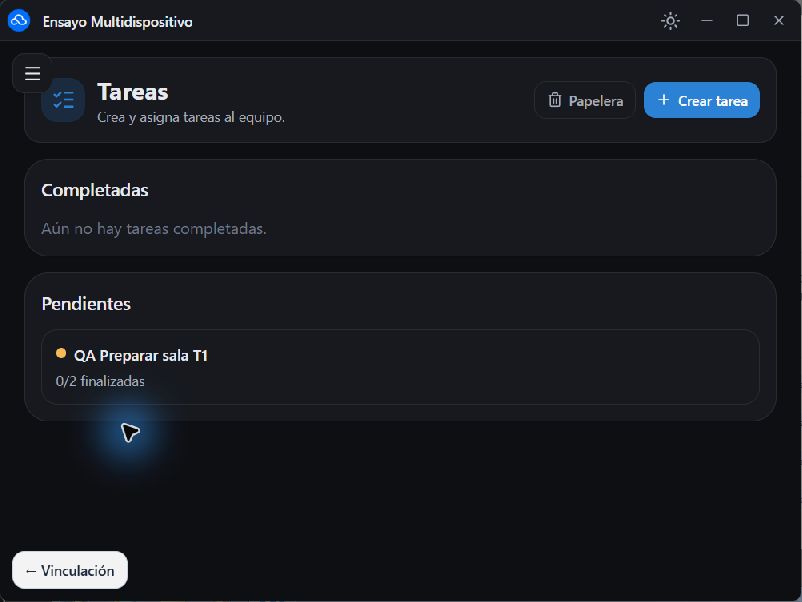 Ensayo Multidispositivo
Tareas
Crea y asigna tareas al equipo.
Papelera
+ Crear tarea
Completadas
Aún no hay tareas completadas.
Pendientes
QA Preparar sala T1
0/2 finalizadas
← Vinculación